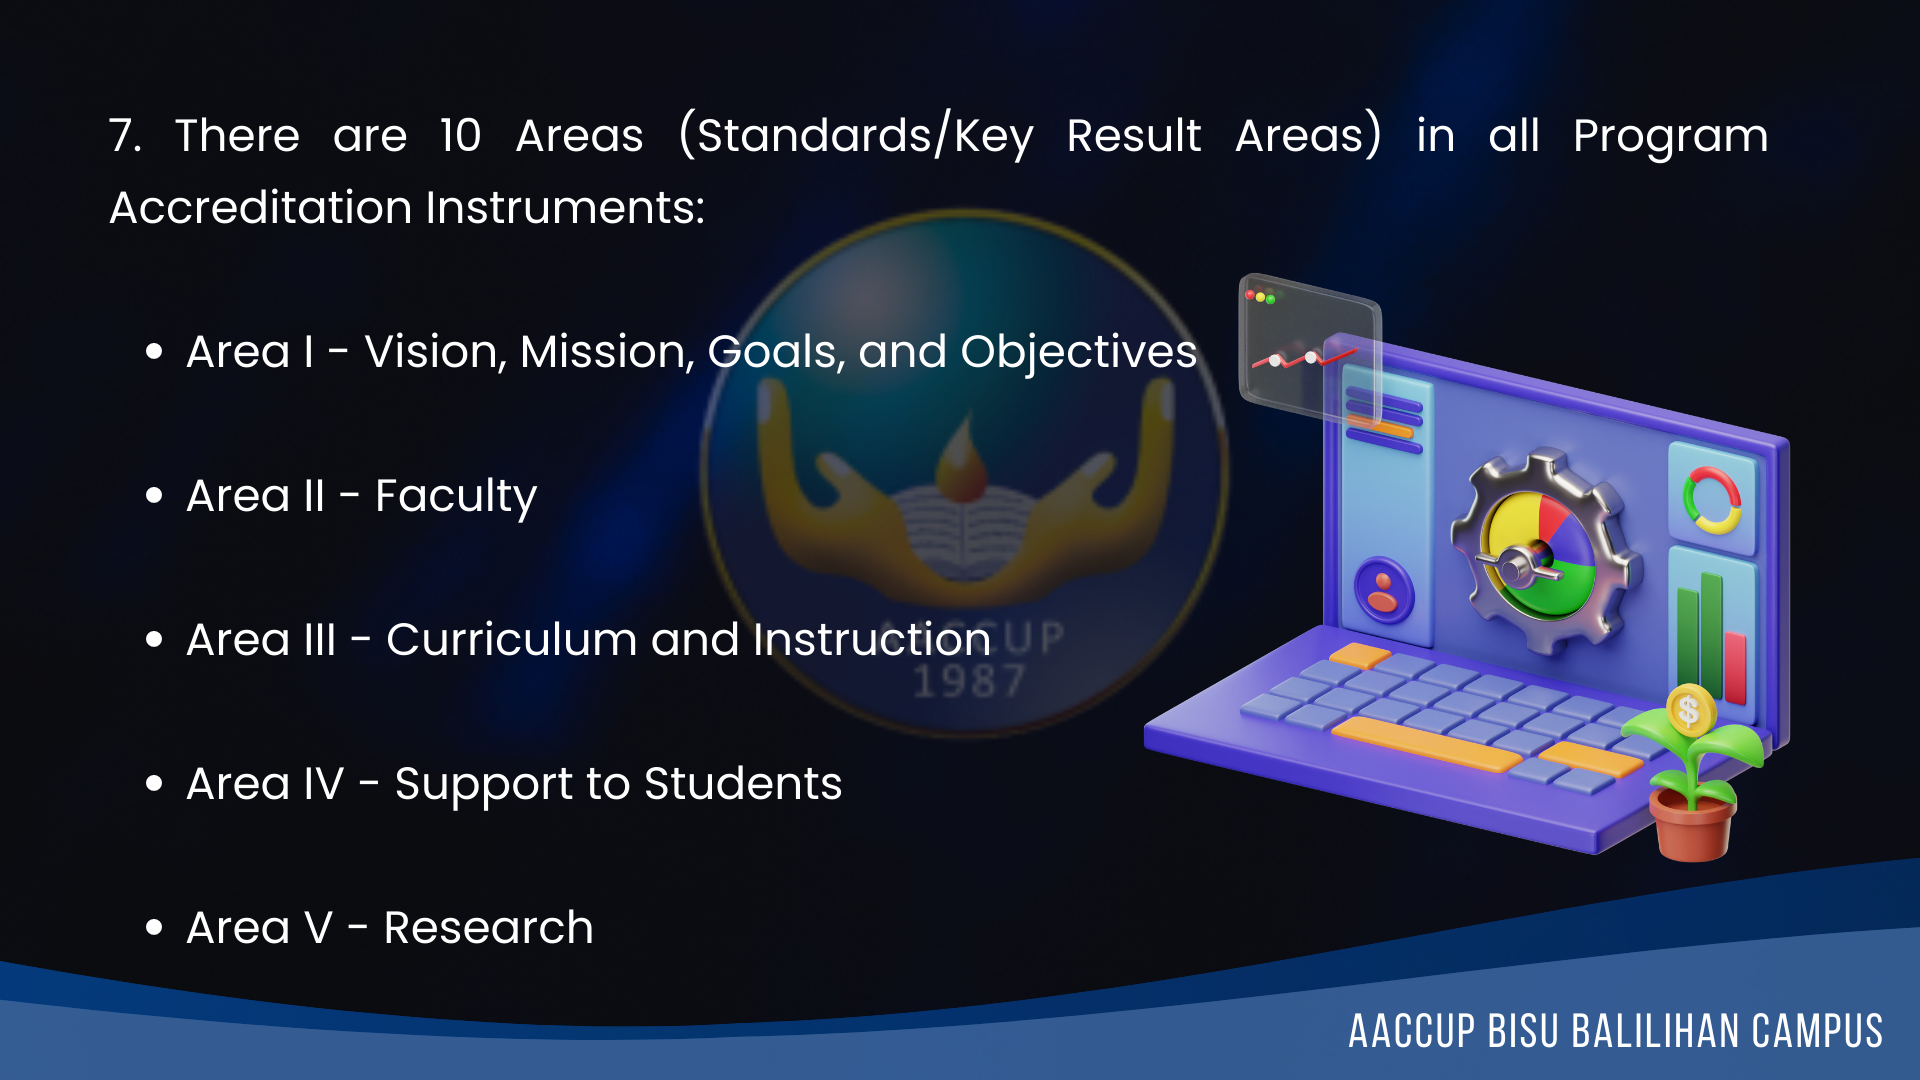 7. There are 10 Areas (Standards/Key Result Areas) in all Program
Accreditation Instruments:
• Area I - Vision, Mission, Goals, and Objectives
• Area II - Faculty
• Area III - Curriculum and Instruction
• Area IV - Support to Students
• Area V - Research
AACCUP
1987
$
AACCUP BISU BALILIHAN CAMPUS